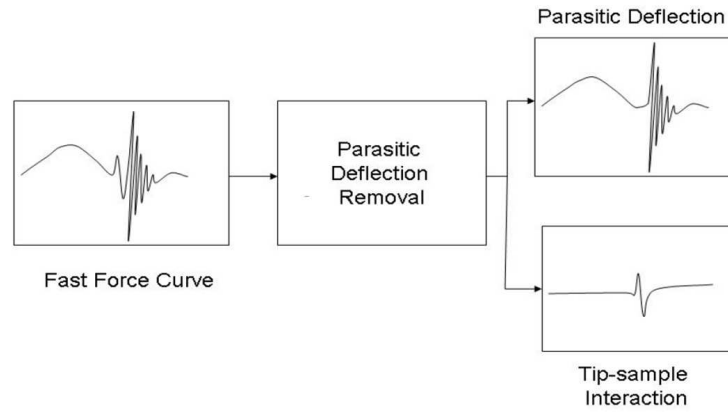 Parasitic Deflection
Parasitic
Deflection
Removal
Fast Force Curve
Tip-sample
Interaction